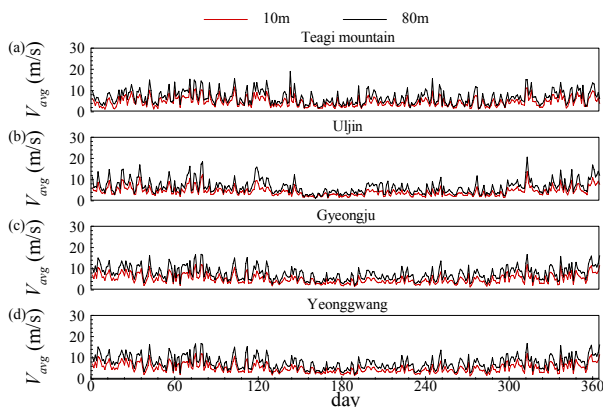 10m 80m
Teagi mountain
(a) 30
20
10
0
V_avg (m/s)
Uljin
(b) 30
20
10
0
V_avg (m/s)
Gyeongju
(c) 30
20
10
0
V_avg (m/s)
Yeonggwang
(d) 30
20
10
0
V_avg (m/s)
0 60 120 180 240 300 360
day